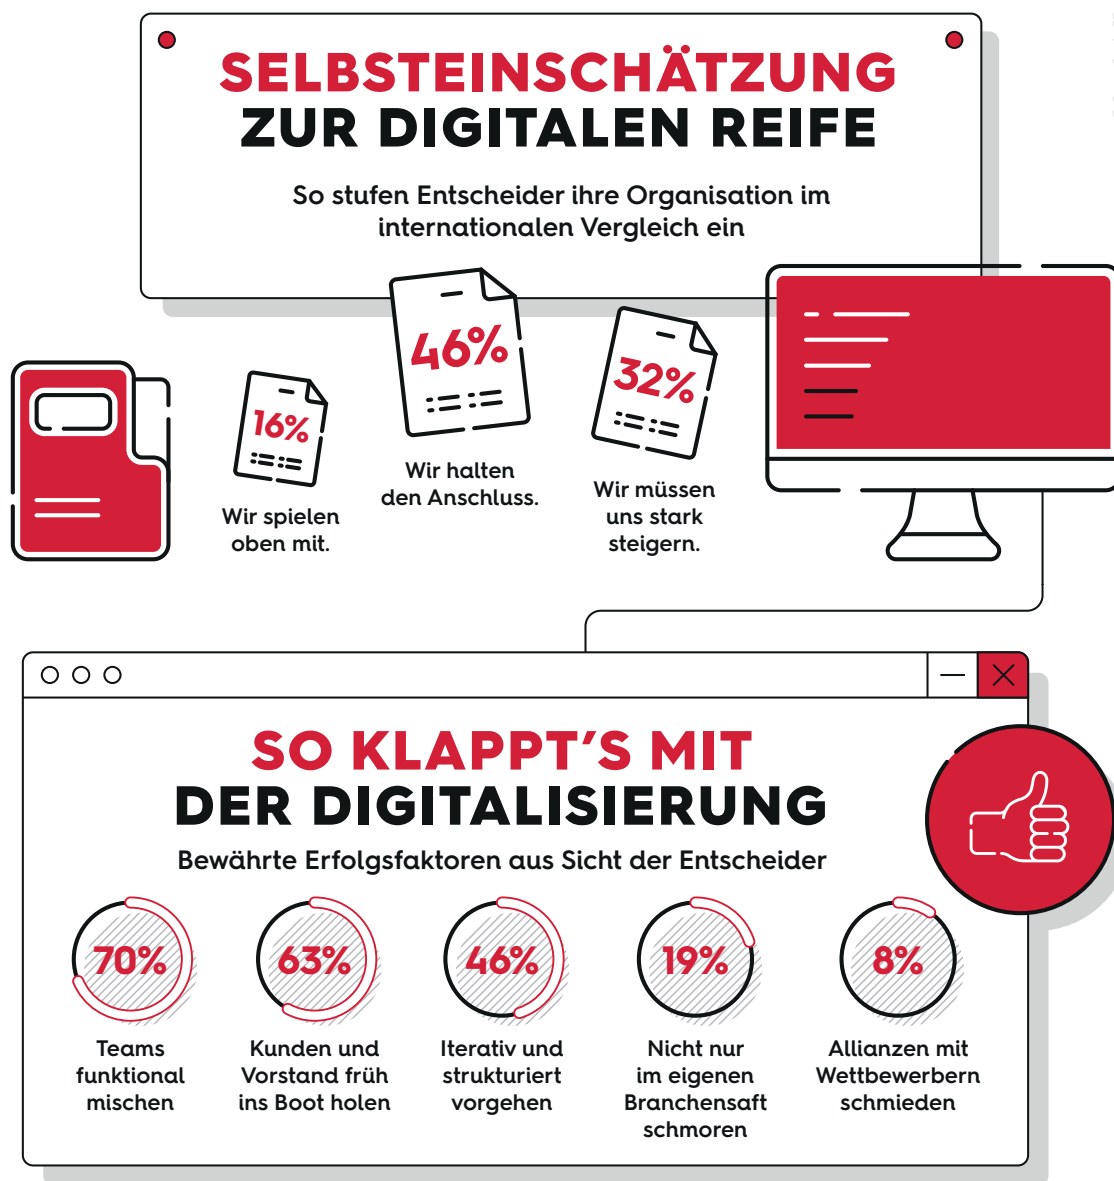 SELBSTEINSCHÄTZUNG
ZUR DIGITALEN REIFE
So stufen Entscheider ihre Organisation im
internationalen Vergleich ein
16%
Wir spielen
oben mit.
46%
Wir halten
den Anschluss.
32%
Wir müssen
uns stark
steigern.
SO KLAPPT'S MIT
DER DIGITALISIERUNG
Bewährte Erfolgsfaktoren aus Sicht der Entscheider
70%
Teams
funktional
mischen
63%
Kunden und
Vorstand früh
ins Boot holen
46%
Iterativ und
strukturiert
vorgehen
19%
Nicht nur
im eigenen
Branchensaft
schmoren
8%
Allianzen mit
Wettbewerbern
schmieden